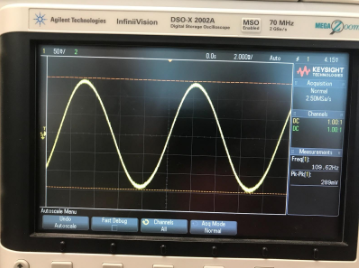 Agilent Technologies InfiniiVision DSO-X 2002A Digital Storage Oscilloscope MSO Enabled 70 MHz 2 GSa/s MEGA Zoom
1 50V/ 2 0.0s 2.000ms/ Auto 1 4.19V
KEYSIGHT
TECHNOLOGIES
Acquisition
Normal
2.50MSa/s
Channels
DC 1.00:1
DC 1.00:1
Measurements
Freq(1):
109.62Hz
Pk-Pk(1):
Autoscale Menu
Undo Autoscale
Fast Debug
Channels All
Acq Mode Normal